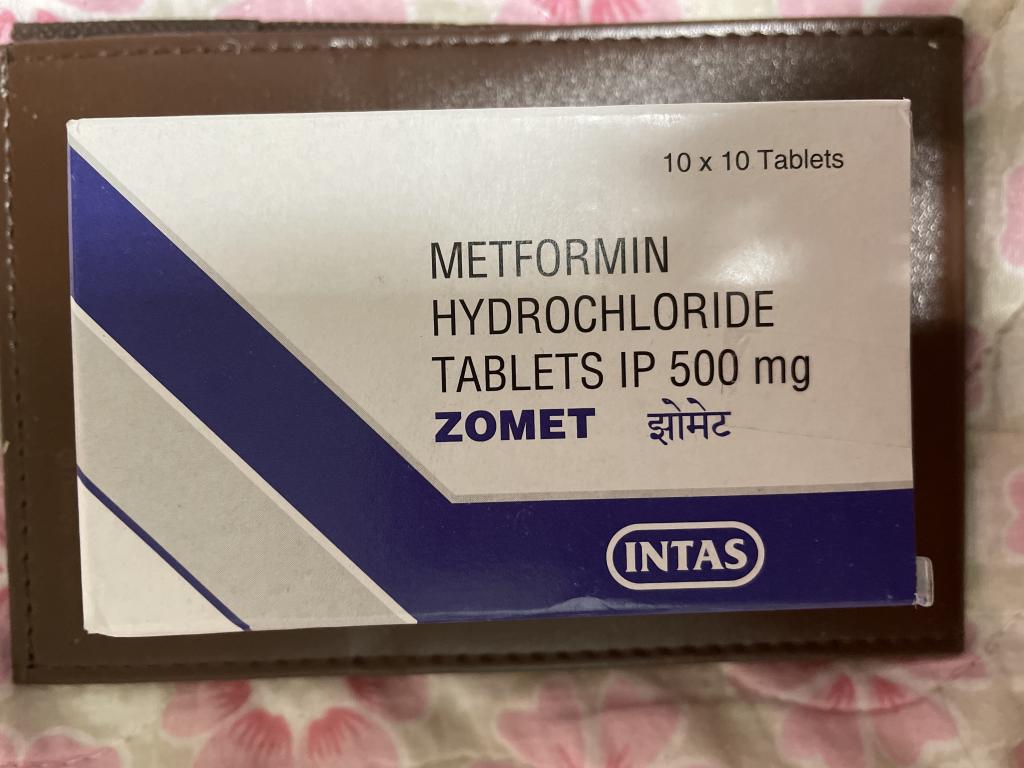 10 x 10 Tablets
METFORMIN
HYDROCHLORIDE
TABLETS IP 500 mg
ZOMET झोमेट
INTAS